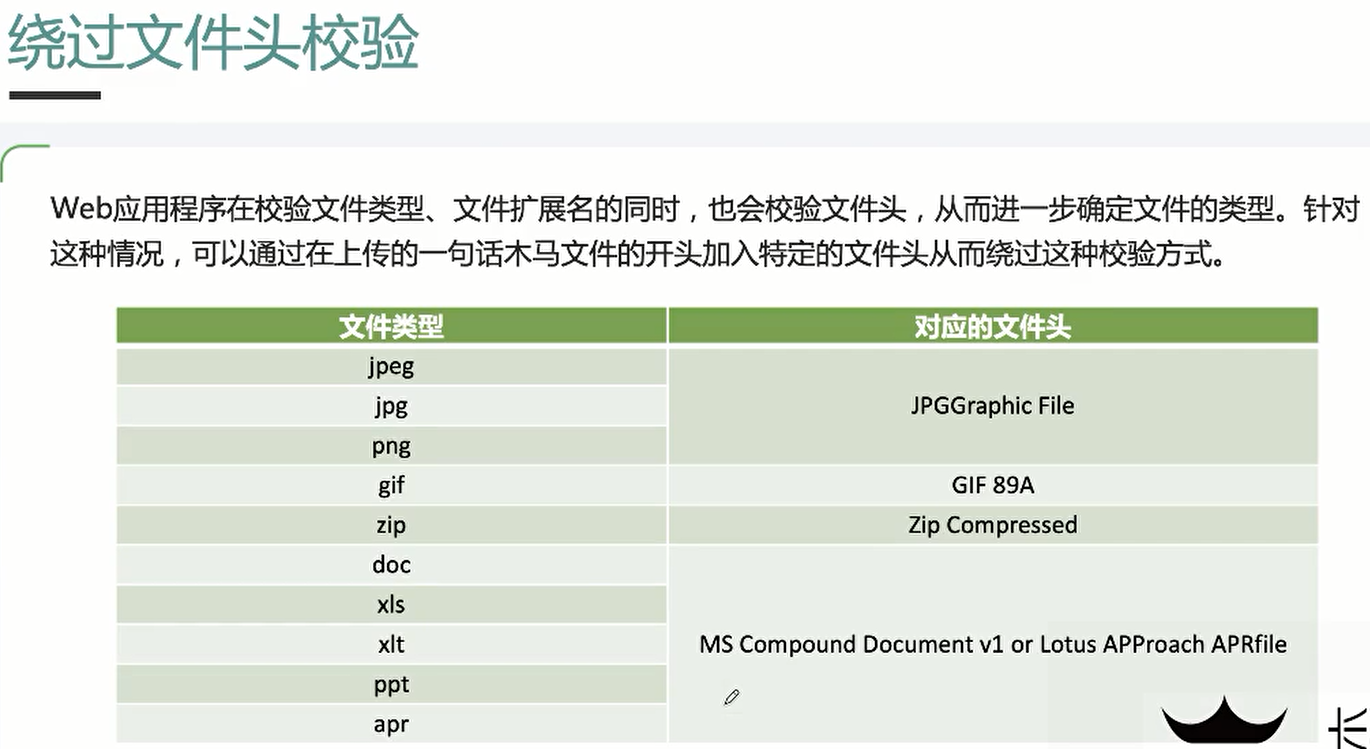 绕过文件头校验
Web应用程序在校验文件类型、文件扩展名的同时，也会校验文件头，从而进一步确定文件的类型。针对
这种情况，可以通过在上传的一句话木马文件的开头加入特定的文件头从而绕过这种校验方式。
文件类型 对应的文件头
jpeg
jpg
JPGGraphic File
png
gif GIF 89A
zip Zip Compressed
doc
xls
xlt
MS Compound Document v1 or Lotus APProach APRfile
ppt
apr